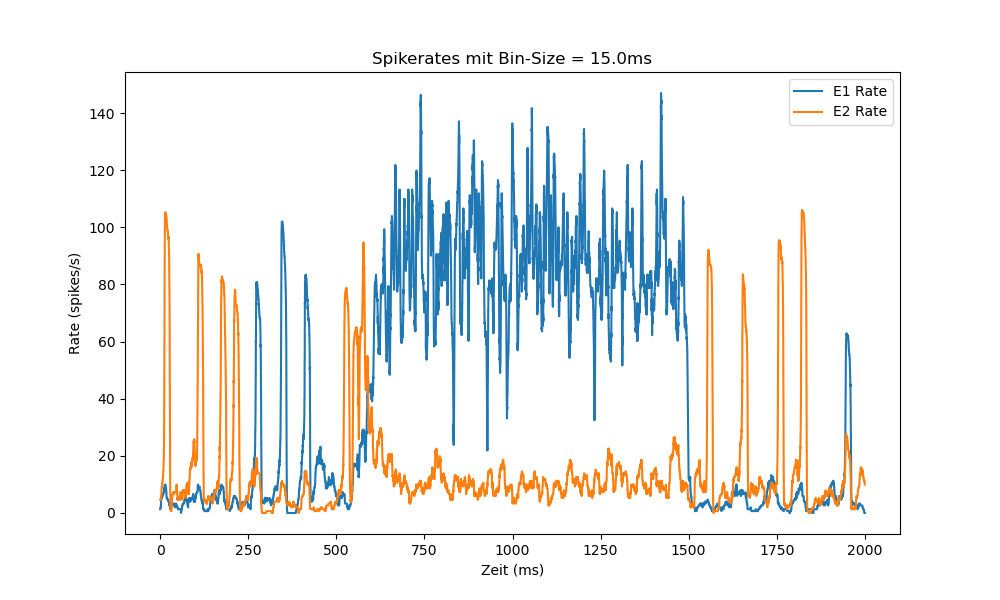 Spikerates mit Bin-Size = 15.0ms
E1 Rate
E2 Rate
140
120
100
80
60
40
20
0
Rate (spikes/s)
0 250 500 750 1000 1250 1500 1750 2000
Zeit (ms)